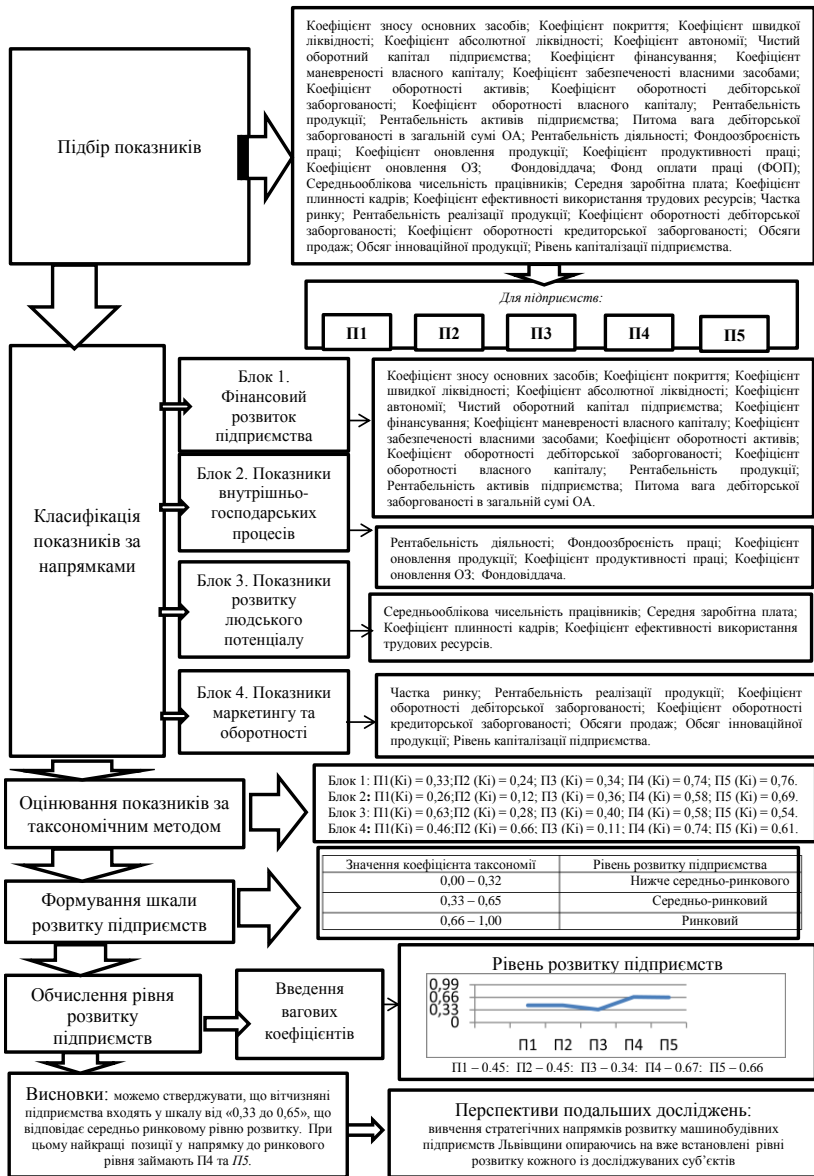 Підбір показників
Коефіцієнт зносу основних засобів; Коефіцієнт покриття; Коефіцієнт швидкої
ліквідності; Коефіцієнт абсолютної ліквідності; Коефіцієнт автономії; Чистий
оборотний капітал підприємства; Коефіцієнт фінансування; Коефіцієнт
маневреності власного капіталу; Коефіцієнт забезпеченості власними засобами;
Коефіцієнт оборотності активів; Коефіцієнт оборотності дебіторської
заборгованості; Коефіцієнт оборотності власного капіталу; Рентабельність
продукції; Рентабельність активів підприємства; Питома вага дебіторської
заборгованості в загальній сумі ОА; Рентабельність діяльності; Фондоозброєність
праці; Коефіцієнт оновлення продукції; Коефіцієнт продуктивності праці;
Коефіцієнт оновлення ОЗ; Фондовіддача; Фонд оплати праці (ФОП);
Середньооблікова чисельність працівників; Середня заробітна плата; Коефіцієнт
плинності кадрів; Коефіцієнт ефективності використання трудових ресурсів; Частка
ринку; Рентабельність реалізації продукції; Коефіцієнт оборотності дебіторської
заборгованості; Коефіцієнт оборотності кредиторської заборгованості; Обсяги
продаж; Обсяг інноваційної продукції; Рівень капіталізації підприємства.
Для підприємств:
П1 П2 П3 П4 П5
Класифікація
показників за
напрямками
Блок 1.
Фінансовий
розвиток
підприємства
Коефіцієнт зносу основних засобів; Коефіцієнт покриття; Коефіцієнт
швидкої ліквідності; Коефіцієнт абсолютної ліквідності; Коефіцієнт
автономії; Чистий оборотний капітал підприємства; Коефіцієнт
фінансування; Коефіцієнт маневреності власного капіталу; Коефіцієнт
забезпеченості власними засобами; Коефіцієнт оборотності активів;
Коефіцієнт оборотності дебіторської заборгованості; Коефіцієнт
оборотності власного капіталу; Рентабельність продукції;
Рентабельність активів підприємства; Питома вага дебіторської
заборгованості в загальній сумі ОА.
Блок 2. Показники
внутрішньо-
господарських
процесів
Рентабельність діяльності; Фондоозброєність праці; Коефіцієнт
оновлення продукції; Коефіцієнт продуктивності праці; Коефіцієнт
оновлення ОЗ; Фондовіддача.
Блок 3. Показники
розвитку
людського
потенціалу
Середньооблікова чисельність працівників; Середня заробітна плата;
Коефіцієнт плинності кадрів; Коефіцієнт ефективності використання
трудових ресурсів.
Блок 4. Показники
маркетингу та
оборотності
Частка ринку; Рентабельність реалізації продукції; Коефіцієнт
оборотності дебіторської заборгованості; Коефіцієнт оборотності
кредиторської заборгованості; Обсяги продаж; Обсяг інноваційної
продукції; Рівень капіталізації підприємства.
Оцінювання показників за
таксономічним методом
Блок 1: П1(Кі) = 0,33;П2 (Кі) = 0,24; П3 (Кі) = 0,34; П4 (Кі) = 0,74; П5 (Кі) = 0,76.
Блок 2: П1(Кі) = 0,26;П2 (Кі) = 0,12; П3 (Кі) = 0,36; П4 (Кі) = 0,58; П5 (Кі) = 0,69.
Блок 3: П1(Кі) = 0,63;П2 (Кі) = 0,28; П3 (Кі) = 0,40; П4 (Кі) = 0,58; П5 (Кі) = 0,54.
Блок 4: П1(Кі) = 0,46;П2 (Кі) = 0,66; П3 (Кі) = 0,11; П4 (Кі) = 0,74; П5 (Кі) = 0,61.
Формування шкали
розвитку підприємств
Значення коефіцієнта таксономії Рівень розвитку підприємства
0,00 – 0,32 Нижче середньо-ринкового
0,33 – 0,65 Середньо-ринковий
0,66 – 1,00 Ринковий
Обчислення рівня
розвитку
підприємств
Введення
вагових
коефіцієнтів
Рівень розвитку підприємств
0,99
0,66
0,33
0
П1 П2 П3 П4 П5
П1 – 0.45: П2 – 0.45: П3 – 0.34: П4 – 0.67: П5 – 0.66
Висновки: можемо стверджувати, що вітчизняні
підприємства входять у шкалу від «0,33 до 0,65», що
відповідає середньо ринковому рівню розвитку. При
цьому найкращі позиції у напрямку до ринкового
рівня займають П4 та П5.
Перспективи подальших досліджень:
вивчення стратегічних напрямків розвитку машинобудівних
підприємств Львівщини опираючись на вже встановлені рівні
розвитку кожного із досліджуваних суб’єктів